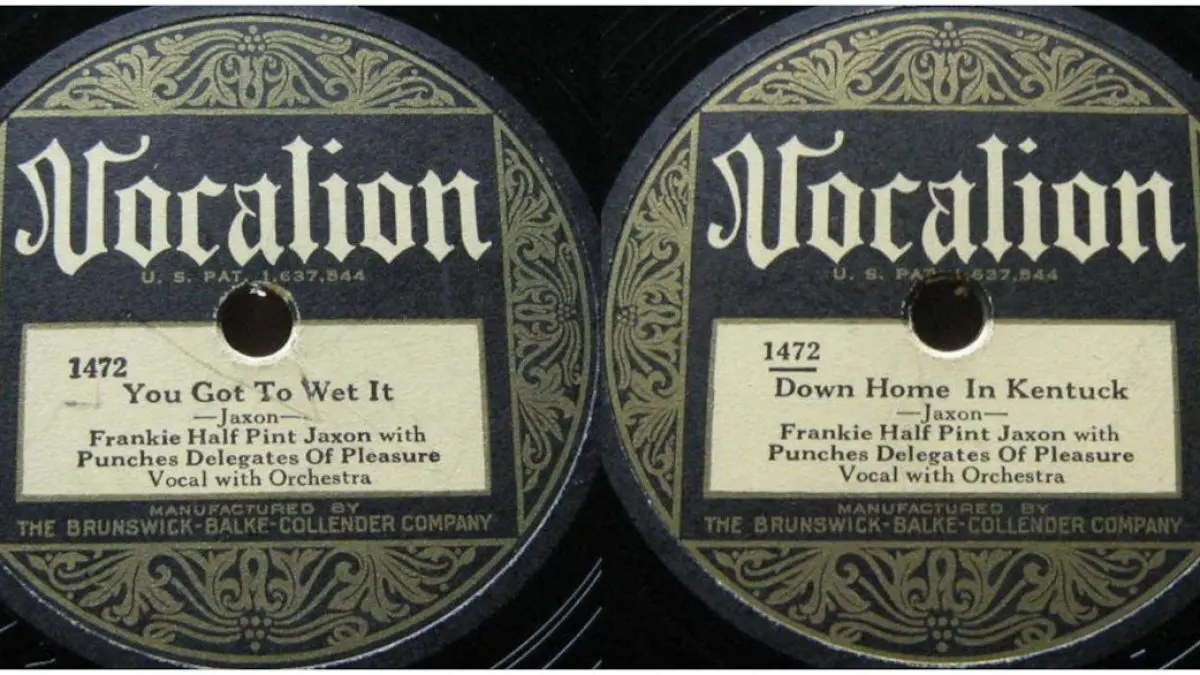 Vocalion
U. S. PAT. 1,637,544
1472
You Got To Wet It
—Jaxon—
Frankie Half Pint Jaxon with
Punches Delegates Of Pleasure
Vocal with Orchestra
MANUFACTURED BY
THE BRUNSWICK-BALKE-COLLENDER COMPANY
Vocalion
U. S. PAT. 1,637,544
1472
Down Home In Kentuck
—Jaxon—
Frankie Half Pint Jaxon with
Punches Delegates Of Pleasure
Vocal with Orchestra
MANUFACTURED BY
THE BRUNSWICK-BALKE-COLLENDER COMPANY